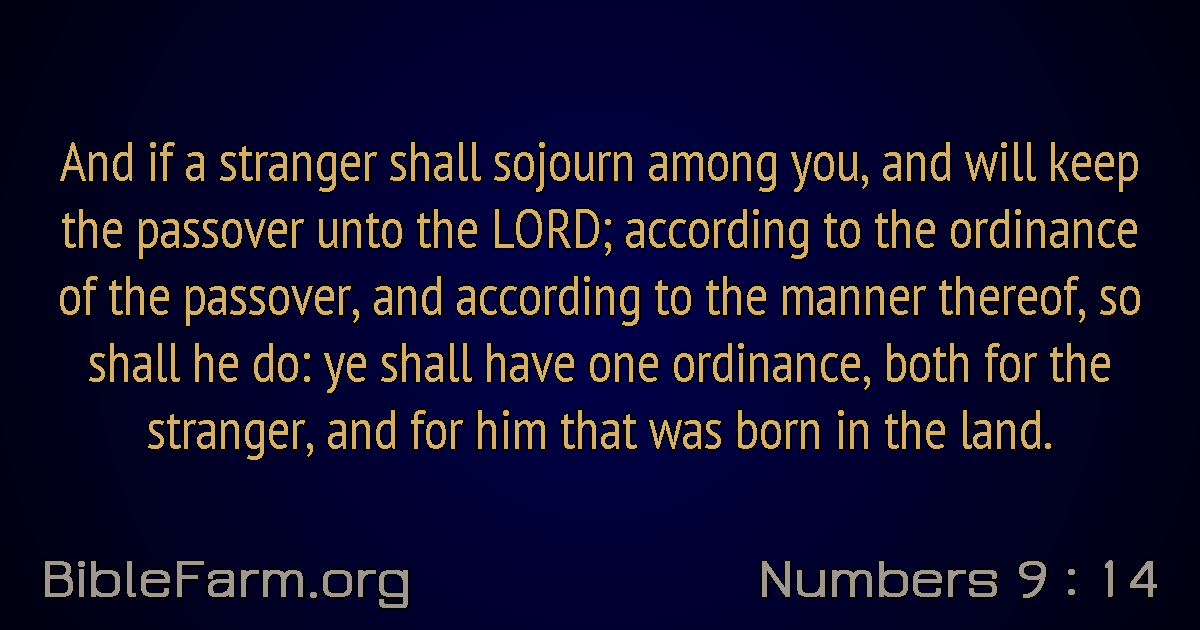 And if a stranger shall sojourn among you, and will keep
the passover unto the LORD; according to the ordinance
of the passover, and according to the manner thereof, so
shall he do: ye shall have one ordinance, both for the
stranger, and for him that was born in the land.
BibleFarm.org
Numbers 9 : 14